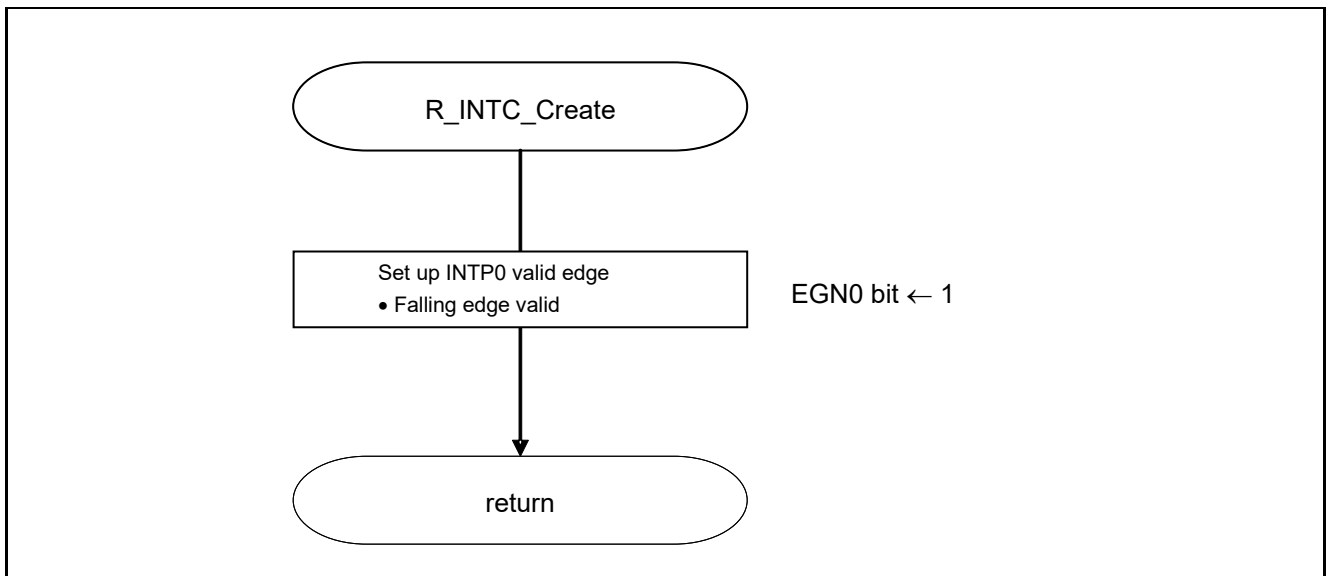 R_INTC_Create
Set up INTP0 valid edge
• Falling edge valid
EGN0 bit ← 1
return